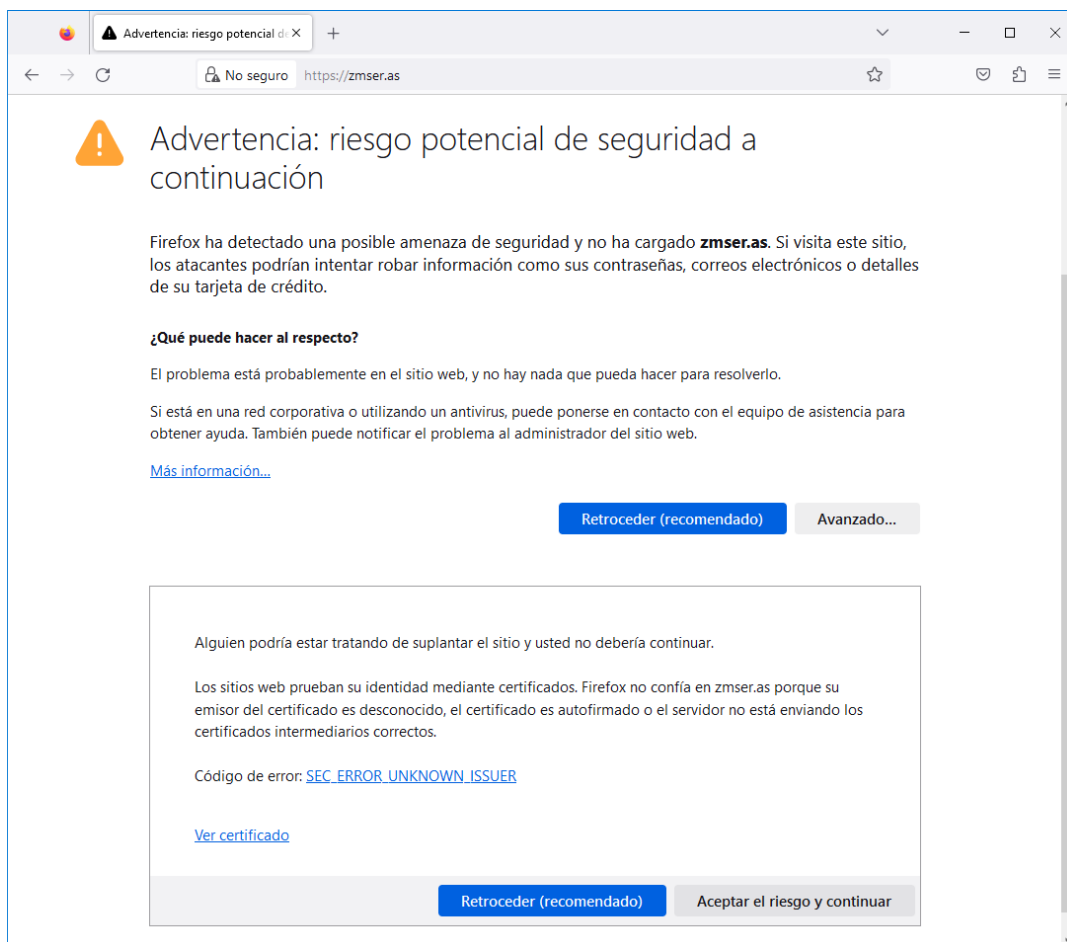 Advertencia: riesgo potencial de
No seguro https://zmser.as
Advertencia: riesgo potencial de seguridad a
continuación
Firefox ha detectado una posible amenaza de seguridad y no ha cargado zmser.as. Si visita este sitio,
los atacantes podrían intentar robar información como sus contraseñas, correos electrónicos o detalles
de su tarjeta de crédito.
¿Qué puede hacer al respecto?
El problema está probablemente en el sitio web, y no hay nada que pueda hacer para resolverlo.
Si está en una red corporativa o utilizando un antivirus, puede ponerse en contacto con el equipo de asistencia para
obtener ayuda. También puede notificar el problema al administrador del sitio web.
Más información...
Retroceder (recomendado) Avanzado...
Alguien podría estar tratando de suplantar el sitio y usted no debería continuar.
Los sitios web prueban su identidad mediante certificados. Firefox no confía en zmser.as porque su
emisor del certificado es desconocido, el certificado es autofirmado o el servidor no está enviando los
certificados intermediarios correctos.
Código de error: SEC_ERROR_UNKNOWN_ISSUER
Ver certificado
Retroceder (recomendado) Aceptar el riesgo y continuar